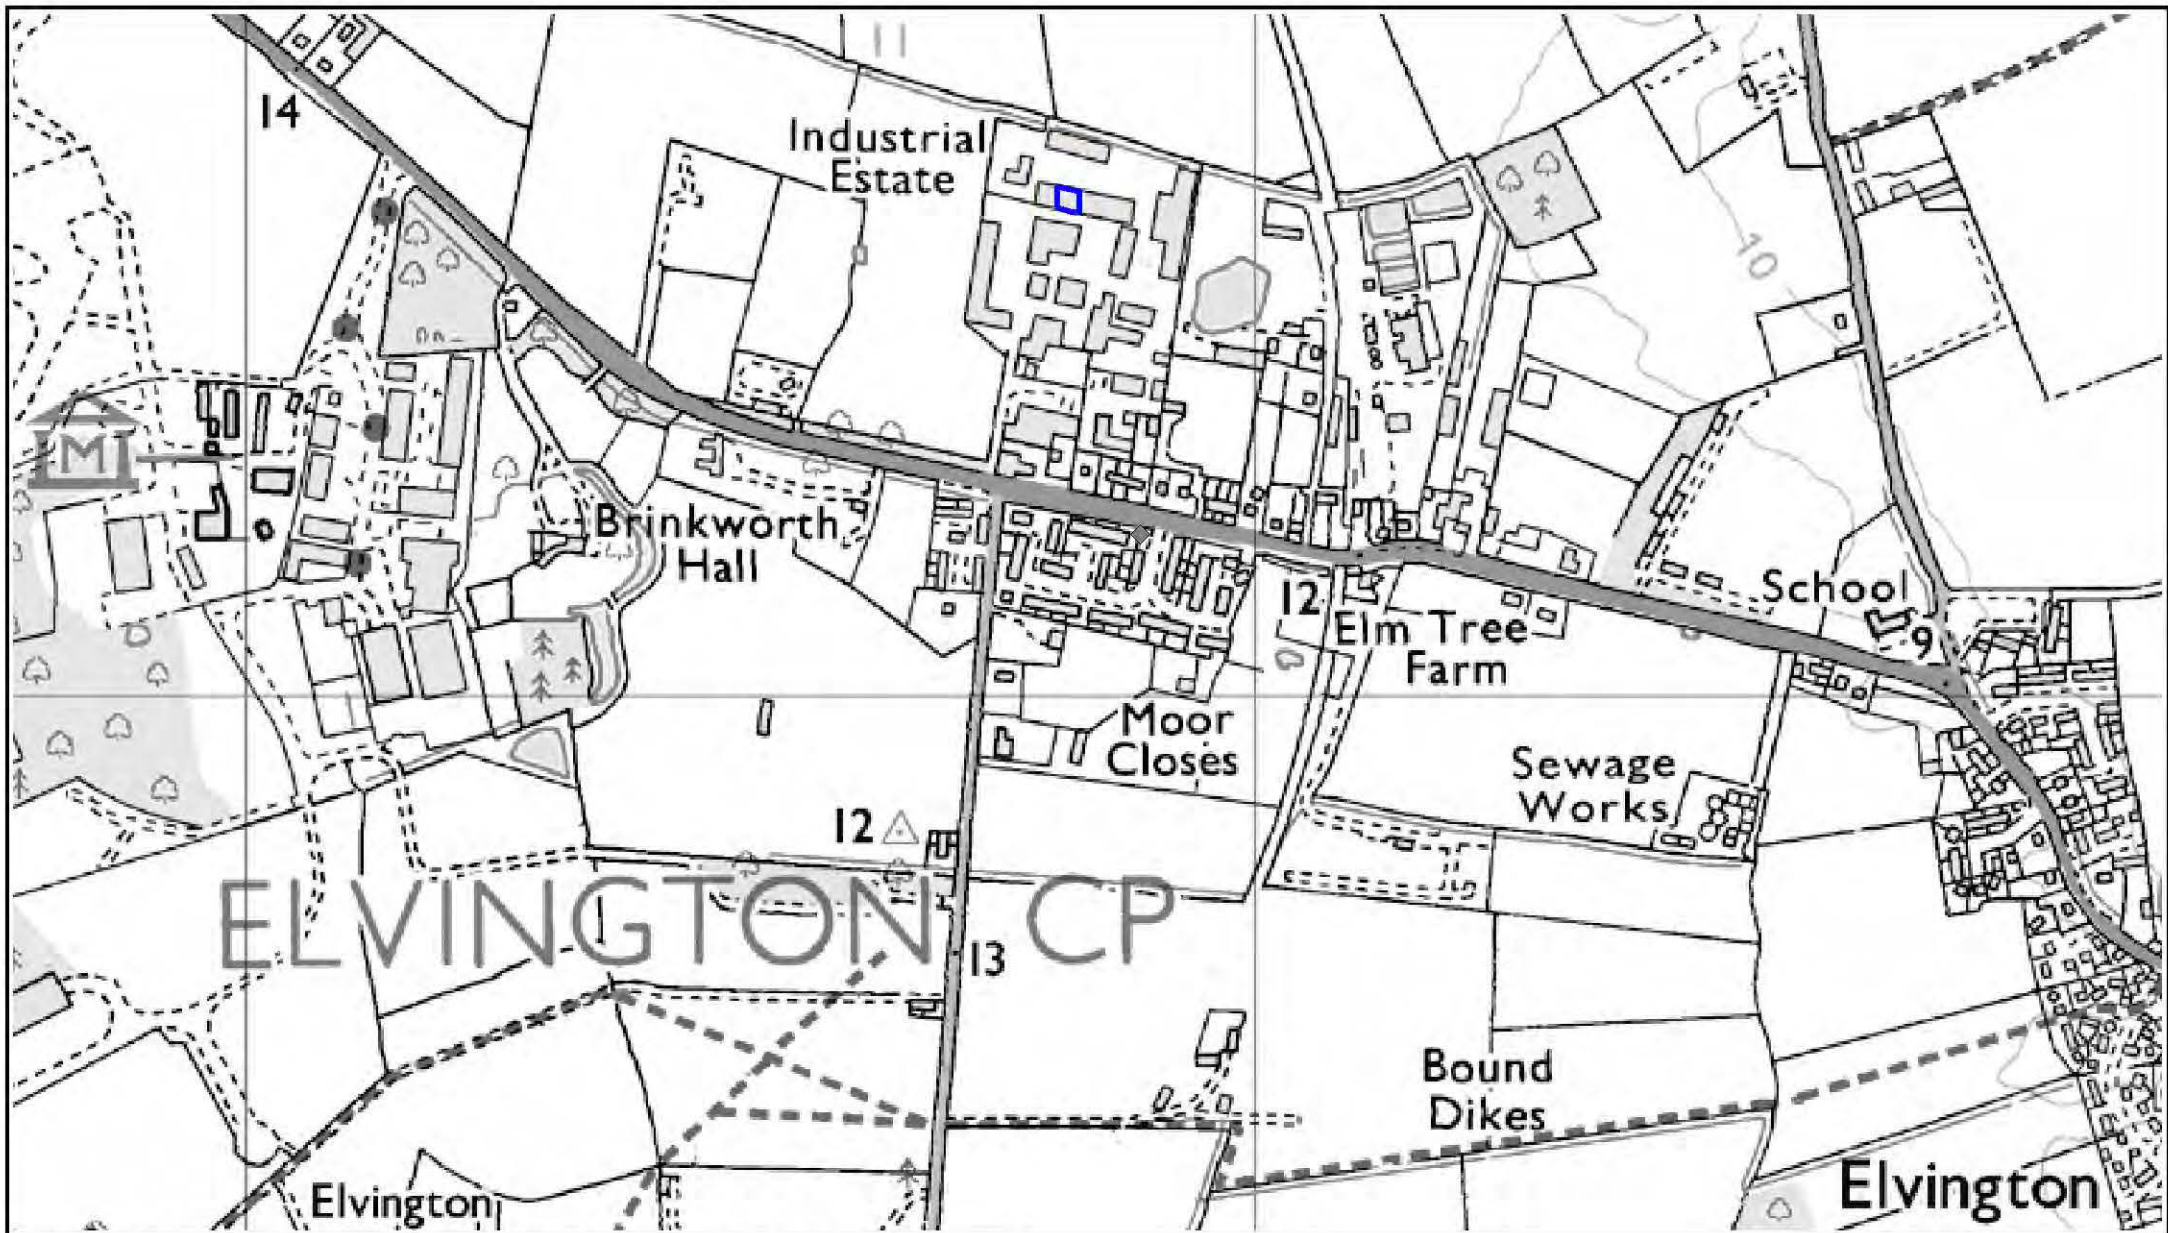 11
14
Industrial
Estate
10
M
Brinkworth
Hall
School
12
Elm Tree
Farm
9
Moor
Closes
Sewage
Works
12
ELVINGTON CP
13
Bound
Dikes
Elvington
Elvington